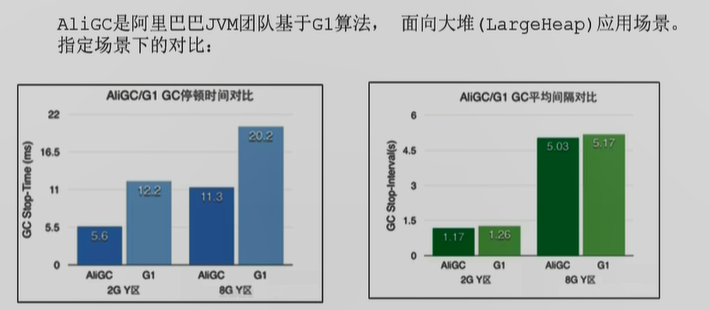 AliGC是阿里巴巴JVM团队基于G1算法， 面向大堆(LargeHeap)应用场景。
指定场景下的对比：
AliGC/G1 GC停顿时间对比
GC Stop-Time (ms)
22
16.5
11
5.5
0
5.6
12.2
11.3
20.2
AliGC
G1
AliGC
G1
2G Y区
8G Y区
AliGC/G1 GC平均间隔对比
GC Stop-Interval(s)
6
4.5
3
1.5
0
1.17
1.26
5.03
5.17
AliGC
G1
AliGC
G1
2G Y区
8G Y区